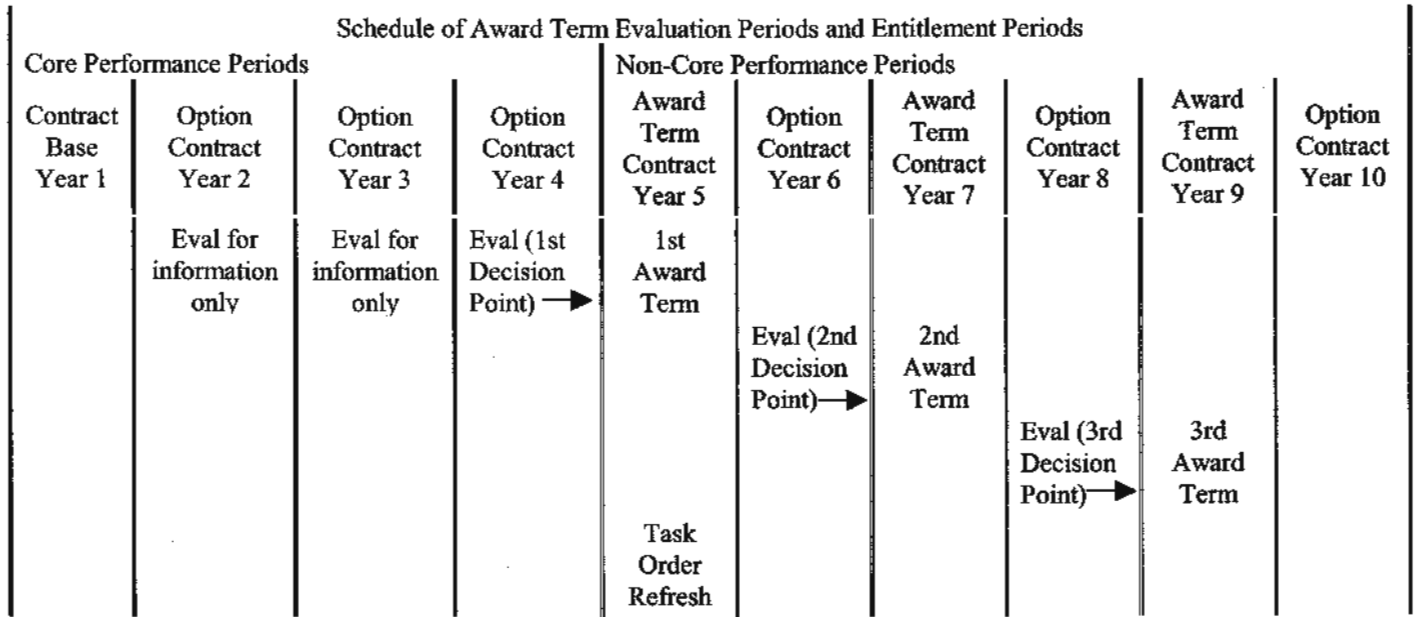 Schedule of Award Term Evaluation Periods and Entitlement Periods
Core Performance Periods
Non-Core Performance Periods
Contract
Base
Year 1
Option
Contract
Year 2
Option
Contract
Year 3
Option
Contract
Year 4
Award
Term
Contract
Year 5
Option
Contract
Year 6
Award
Term
Contract
Year 7
Option
Contract
Year 8
Award
Term
Contract
Year 9
Option
Contract
Year 10
Eval for
information
only
Eval for
information
only
Eval (1st
Decision
Point)
1st
Award
Term
Eval (2nd
Decision
Point)
2nd
Award
Term
Eval (3rd
Decision
Point)
3rd
Award
Term
Task
Order
Refresh